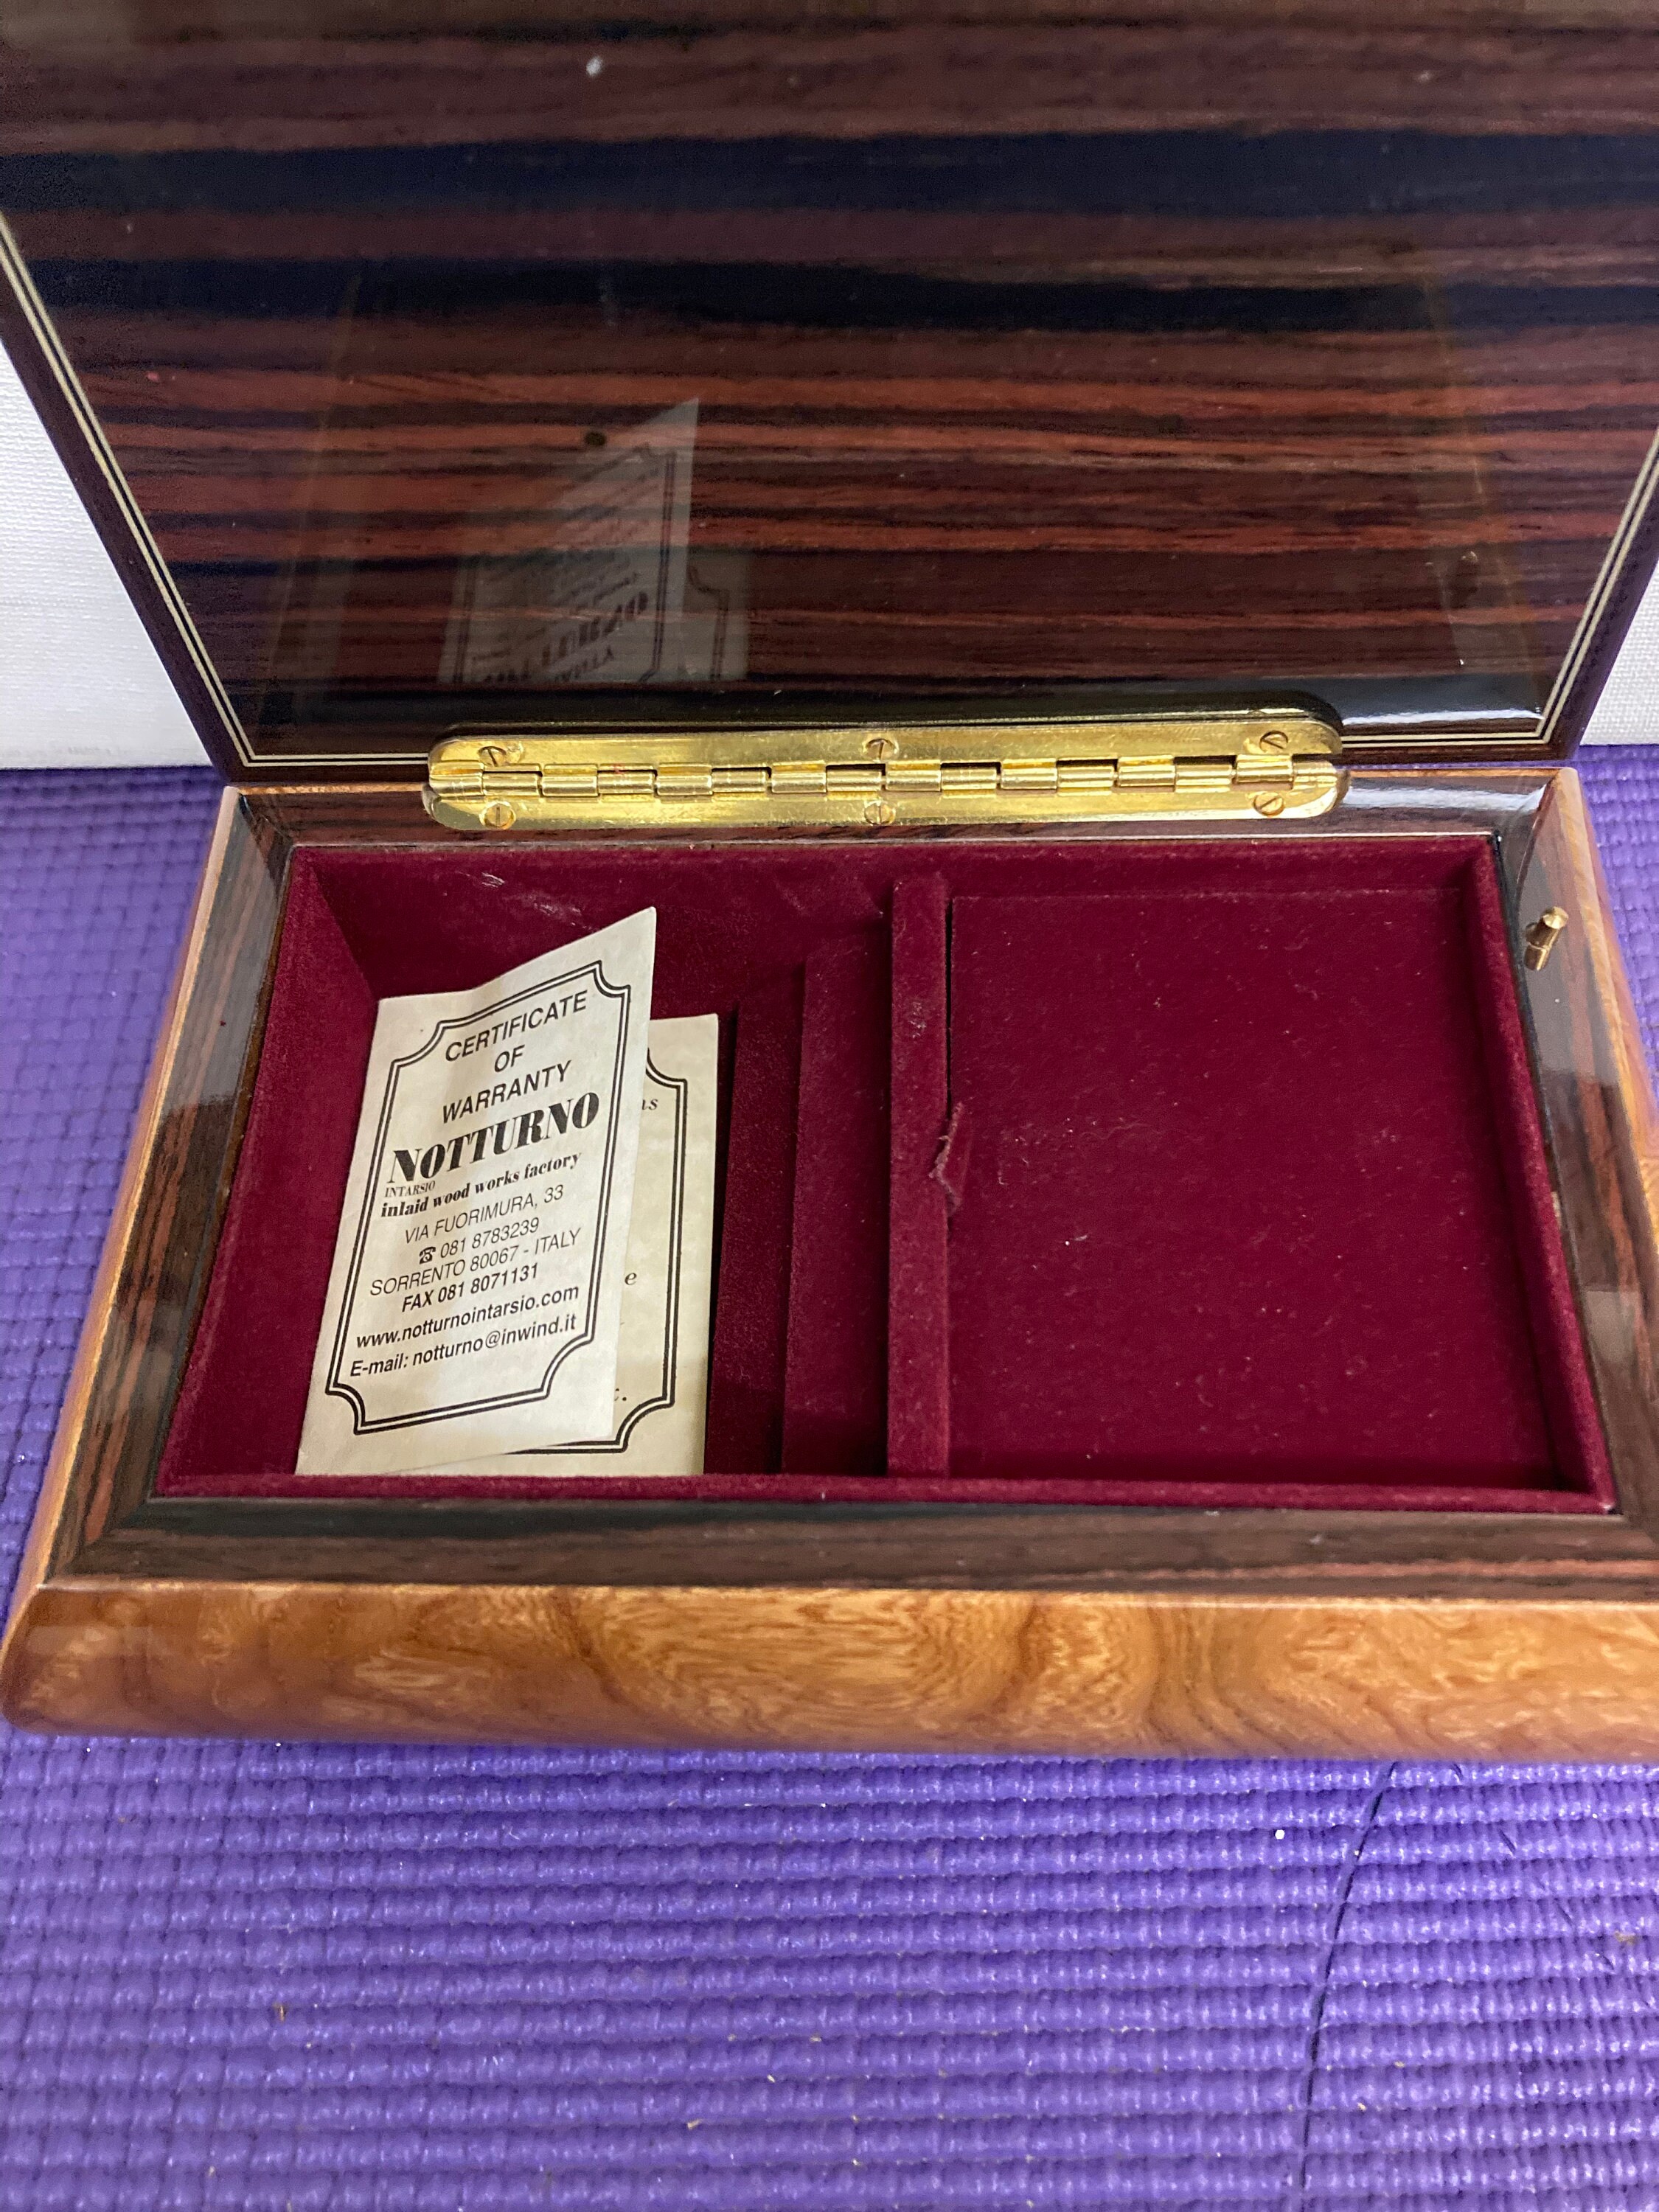 CERTIFICATE
OF
WARRANTY
NOTTURNO
INTARSIO
inlaid wood works factory
VIA FUORIMURA, 33
☎ 081 8783239
SORRENTO 80067 - ITALY
FAX 081 8071131
www.notturnointarsio.com
E-mail: notturno@inwind.it